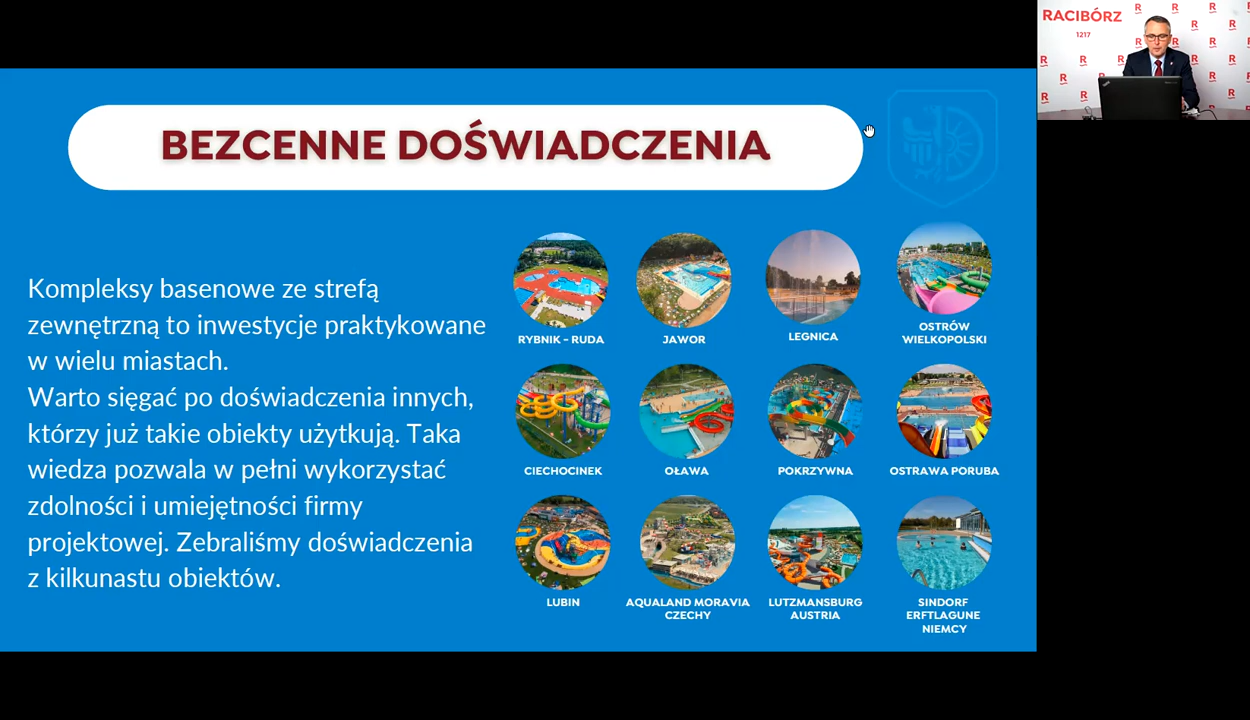 RACIBÓRZ
1217
BEZCENNE DOŚWIADCZENIA
Kompleksy basenowe ze strefą
zewnętrzną to inwestycje praktykowane
w wielu miastach.
Warto sięgać po doświadczenia innych,
którzy już takie obiekty użytkują. Taka
wiedza pozwala w pełni wykorzystać
zdolności i umiejętności firmy
projektowej. Zebraliśmy doświadczenia
z kilkunastu obiektów.
RYBNIK - RUDA
JAWOR
LEGNICA
OSTRÓW
WIELKOPOLSKI
CIECHOCINEK
OŁAWA
POKRZYWNA
OSTRAWA PORUBA
LUBIN
AQUALAND MORAVIA
CZECHY
LUTZMANSBURG
AUSTRIA
SINDORF
ERFTLAGUNE
NIEMCY